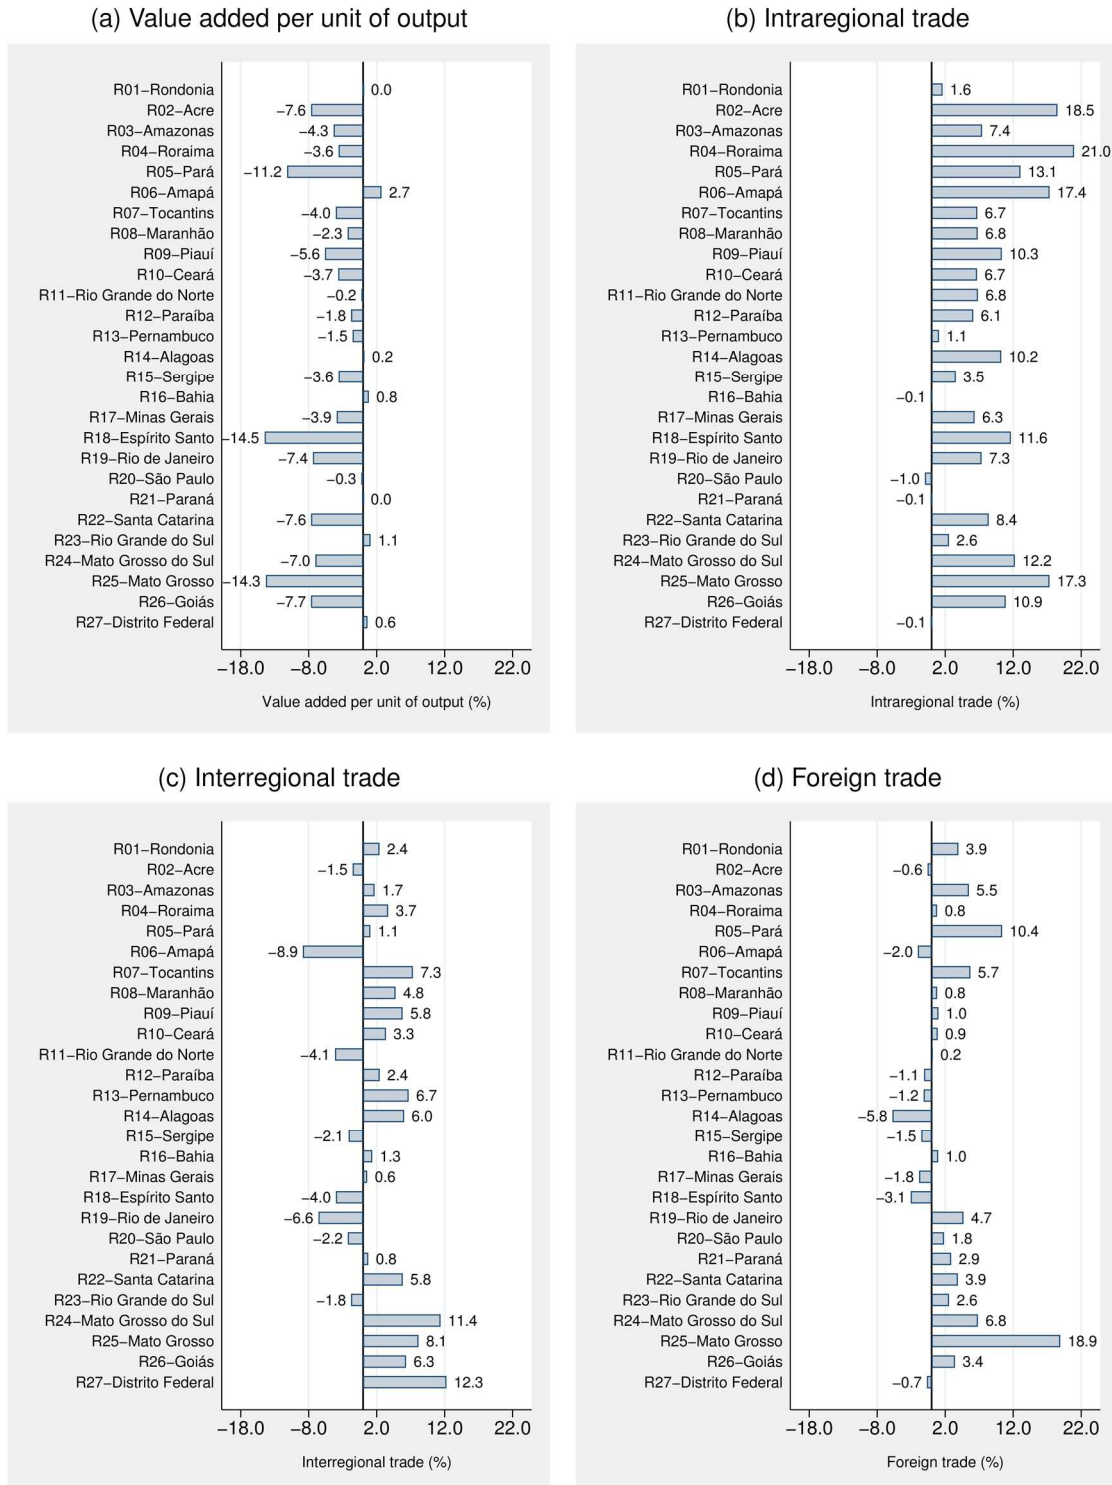 (a) Value added per unit of output
R01−Rondonia 0.0
R02−Acre −7.6
R03−Amazonas −4.3
R04−Roraima −3.6
R05−Pará −11.2
R06−Amapá 2.7
R07−Tocantins −4.0
R08−Maranhão −2.3
R09−Piauí −5.6
R10−Ceará −3.7
R11−Rio Grande do Norte −0.2
R12−Paraíba −1.8
R13−Pernambuco −1.5
R14−Alagoas 0.2
R15−Sergipe −3.6
R16−Bahia 0.8
R17−Minas Gerais −3.9
R18−Espírito Santo −14.5
R19−Rio de Janeiro −7.4
R20−São Paulo −0.3
R21−Paraná 0.0
R22−Santa Catarina −7.6
R23−Rio Grande do Sul 1.1
R24−Mato Grosso do Sul −7.0
R25−Mato Grosso −14.3
R26−Goiás −7.7
R27−Distrito Federal 0.6
−18.0 −8.0 2.0 12.0 22.0
Value added per unit of output (%)
(b) Intraregional trade
R01−Rondonia 1.6
R02−Acre 18.5
R03−Amazonas 7.4
R04−Roraima 21.0
R05−Pará 13.1
R06−Amapá 17.4
R07−Tocantins 6.7
R08−Maranhão 6.8
R09−Piauí 10.3
R10−Ceará 6.7
R11−Rio Grande do Norte 6.8
R12−Paraíba 6.1
R13−Pernambuco 1.1
R14−Alagoas 10.2
R15−Sergipe 3.5
R16−Bahia −0.1
R17−Minas Gerais 6.3
R18−Espírito Santo 11.6
R19−Rio de Janeiro 7.3
R20−São Paulo −1.0
R21−Paraná −0.1
R22−Santa Catarina 8.4
R23−Rio Grande do Sul 2.6
R24−Mato Grosso do Sul 12.2
R25−Mato Grosso 17.3
R26−Goiás 10.9
R27−Distrito Federal −0.1
−18.0 −8.0 2.0 12.0 22.0
Intraregional trade (%)
(c) Interregional trade
R01−Rondonia 2.4
R02−Acre −1.5
R03−Amazonas 1.7
R04−Roraima 3.7
R05−Pará 1.1
R06−Amapá −8.9
R07−Tocantins 7.3
R08−Maranhão 4.8
R09−Piauí 5.8
R10−Ceará 3.3
R11−Rio Grande do Norte −4.1
R12−Paraíba 2.4
R13−Pernambuco 6.7
R14−Alagoas 6.0
R15−Sergipe −2.1
R16−Bahia 1.3
R17−Minas Gerais 0.6
R18−Espírito Santo −4.0
R19−Rio de Janeiro −6.6
R20−São Paulo −2.2
R21−Paraná 0.8
R22−Santa Catarina 5.8
R23−Rio Grande do Sul −1.8
R24−Mato Grosso do Sul 11.4
R25−Mato Grosso 8.1
R26−Goiás 6.3
R27−Distrito Federal 12.3
−18.0 −8.0 2.0 12.0 22.0
Interregional trade (%)
(d) Foreign trade
R01−Rondonia 3.9
R02−Acre −0.6
R03−Amazonas 5.5
R04−Roraima 0.8
R05−Pará 10.4
R06−Amapá −2.0
R07−Tocantins 5.7
R08−Maranhão 0.8
R09−Piauí 1.0
R10−Ceará 0.9
R11−Rio Grande do Norte 0.2
R12−Paraíba −1.1
R13−Pernambuco −1.2
R14−Alagoas −5.8
R15−Sergipe −1.5
R16−Bahia 1.0
R17−Minas Gerais −1.8
R18−Espírito Santo −3.1
R19−Rio de Janeiro 4.7
R20−São Paulo 1.8
R21−Paraná 2.9
R22−Santa Catarina 3.9
R23−Rio Grande do Sul 2.6
R24−Mato Grosso do Sul 6.8
R25−Mato Grosso 18.9
R26−Goiás 3.4
R27−Distrito Federal −0.7
−18.0 −8.0 2.0 12.0 22.0
Foreign trade (%)